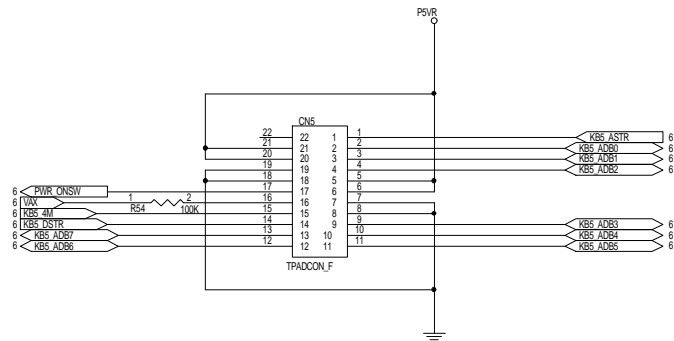 P5VR
CN5
22 22 1 1 KB5_ASTR 6
21 21 2 2 KB5_ADB0 6
20 20 3 3 KB5_ADB1 6
19 19 4 4 KB5_ADB2 6
18 18 5 5
6 PWR_ONSW 17 17 6 6
6 VAX 1 2 16 16 7 7
R54 100K
6 KB5_4M 15 15 8 8
6 KB5_DSTR 14 14 9 9 KB5_ADB3 6
6 KB5_ADB7 13 13 10 10 KB5_ADB4 6
6 KB5_ADB6 12 12 11 11 KB5_ADB5 6
TPADCON_F